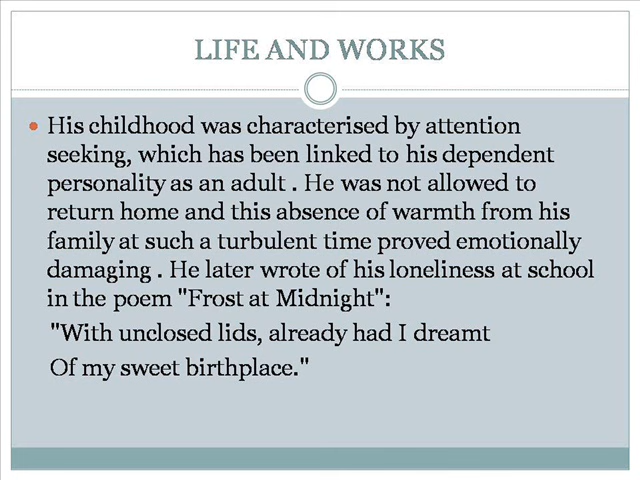 LIFE AND WORKS
His childhood was characterised by attention
seeking, which has been linked to his dependent
personality as an adult . He was not allowed to
return home and this absence of warmth from his
family at such a turbulent time proved emotionally
damaging . He later wrote of his loneliness at school
in the poem "Frost at Midnight":
"With unclosed lids, already had I dreamt
Of my sweet birthplace."